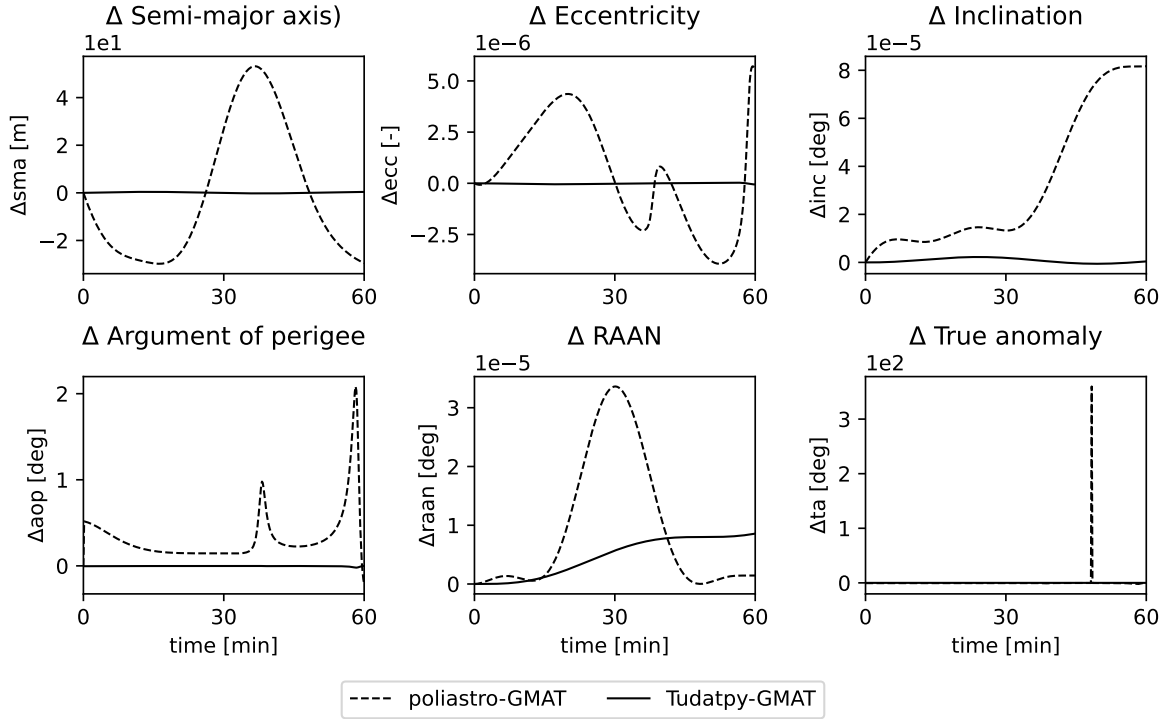 Δ Semi-major axis)
1e1
4
2
0
−2
Δsma [m]
0 30 60
Δ Eccentricity
1e−6
5.0
2.5
0.0
−2.5
Δecc [-]
0 30 60
Δ Inclination
1e−5
8
6
4
2
0
Δinc [deg]
0 30 60
Δ Argument of perigee
2
1
0
Δaop [deg]
0 30 60
time [min]
Δ RAAN
1e−5
3
2
1
0
Δraan [deg]
0 30 60
time [min]
Δ True anomaly
1e2
3
2
1
0
Δta [deg]
0 30 60
time [min]
poliastro-GMAT
Tudatpy-GMAT